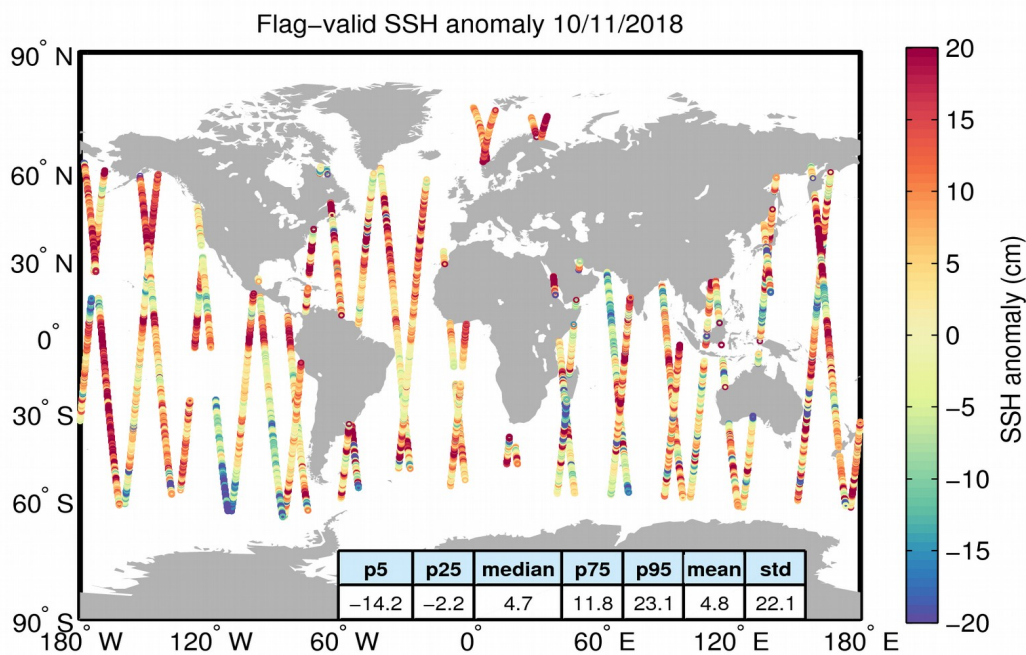 Flag−valid SSH anomaly 10/11/2018
90° N
60° N
30° N
0°
30° S
60° S
90° S
180° W 120° W 60° W 0° 60° E 120° E 180° E
p5 p25 median p75 p95 mean std
−14.2 −2.2 4.7 11.8 23.1 4.8 22.1
20
15
10
5
0
−5
−10
−15
−20
SSH anomaly (cm)